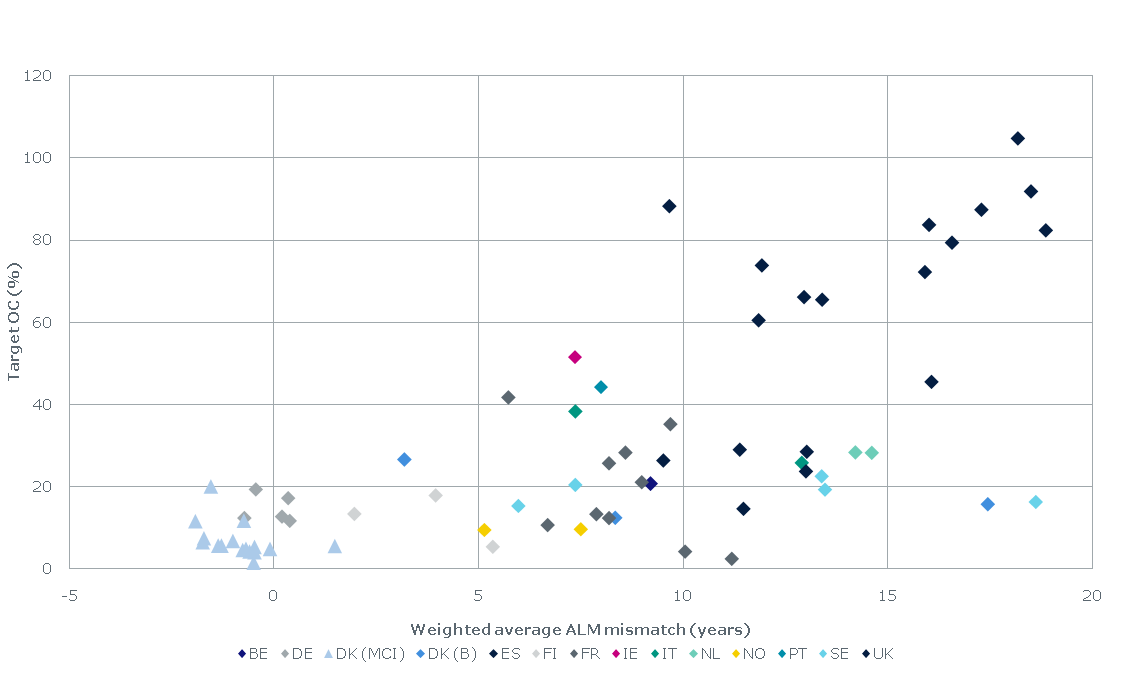 120
100
80
60
40
20
0
Target OC (%)
-5 0 5 10 15 20
Weighted average ALM mismatch (years)
BE DE DK (MCI) DK (B) ES FI FR IE IT NL NO PT SE UK